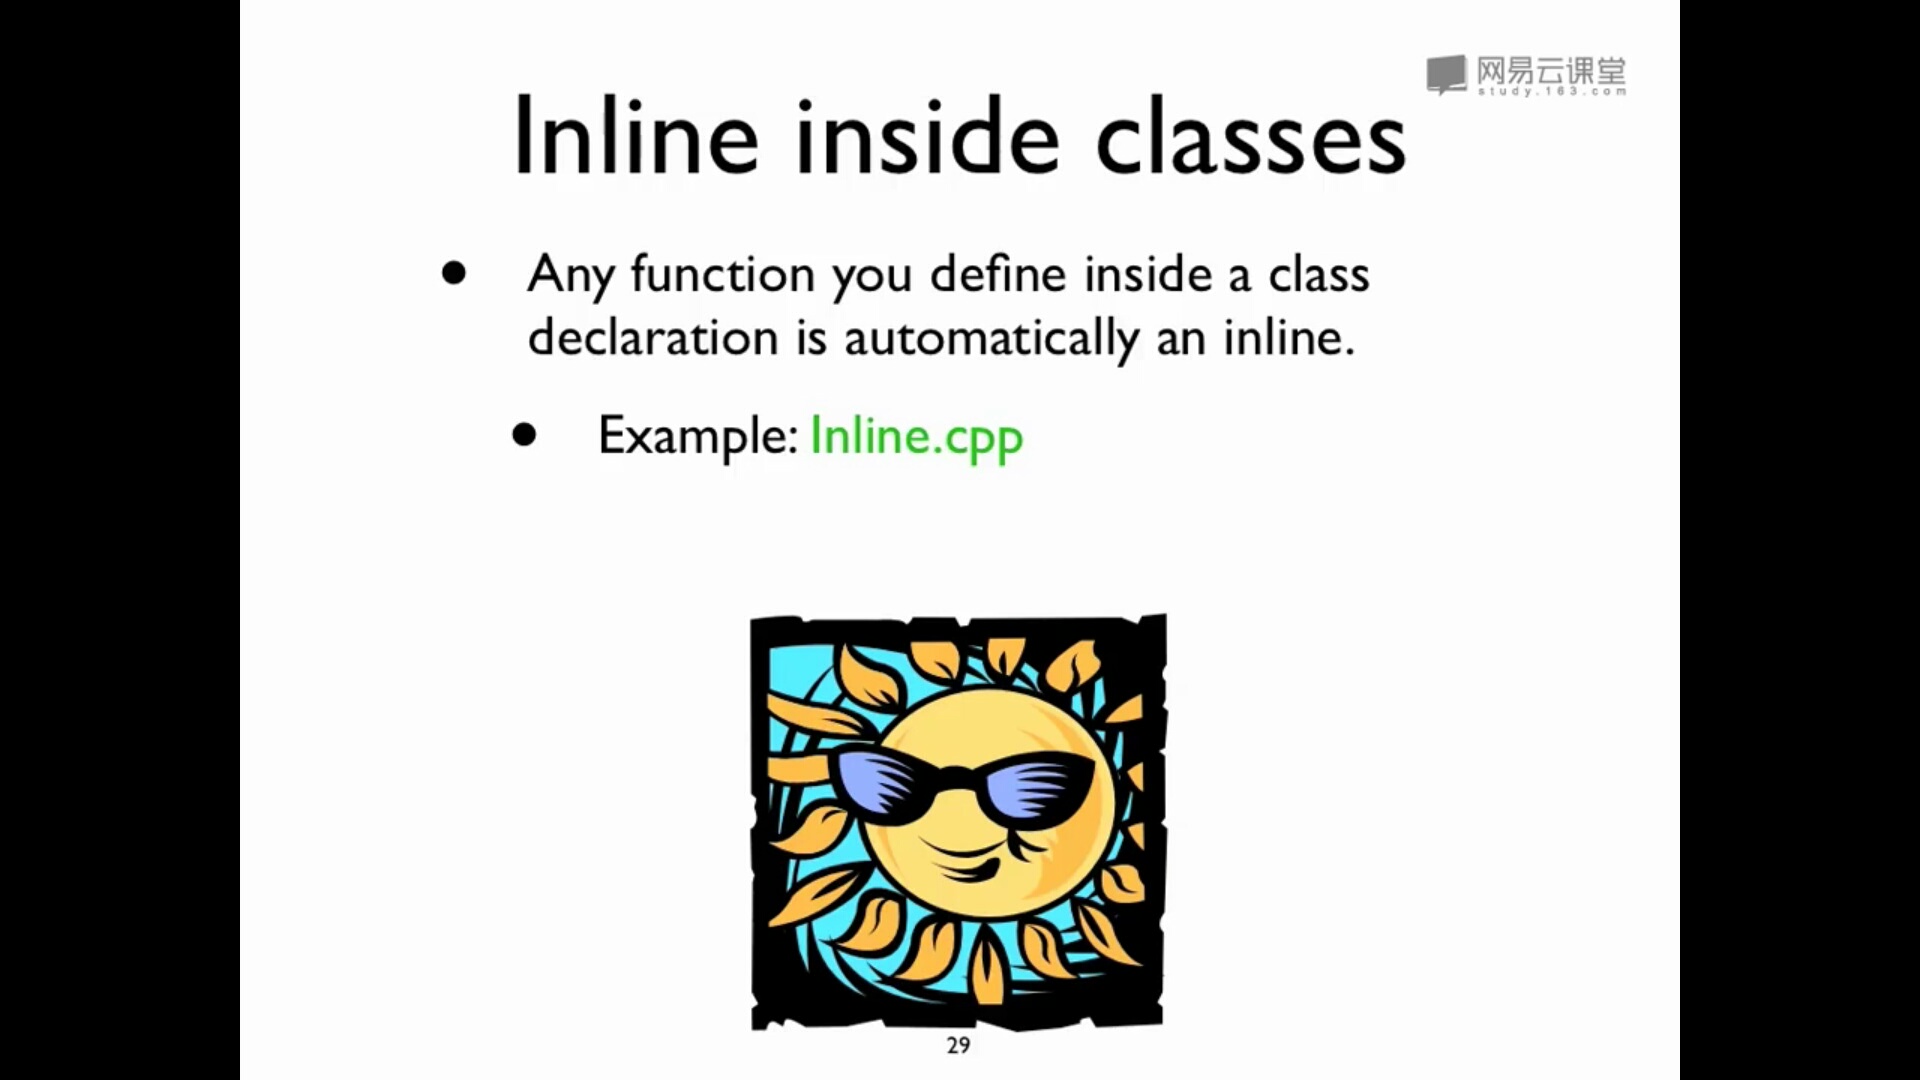 网易云课堂
study.163.com
Inline inside classes
• Any function you define inside a class
declaration is automatically an inline.
• Example: Inline.cpp
29